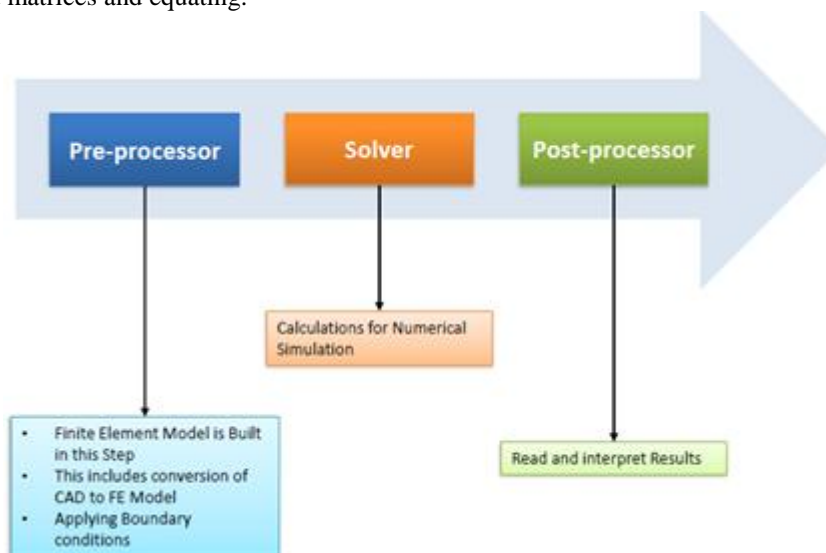 matrices and equating.
Pre-processor
Solver
Post-processor
Calculations for Numerical
Simulation
• Finite Element Model is Built
in this Step
• This includes conversion of
CAD to FE Model
• Applying Boundary
conditions
Read and interpret Results